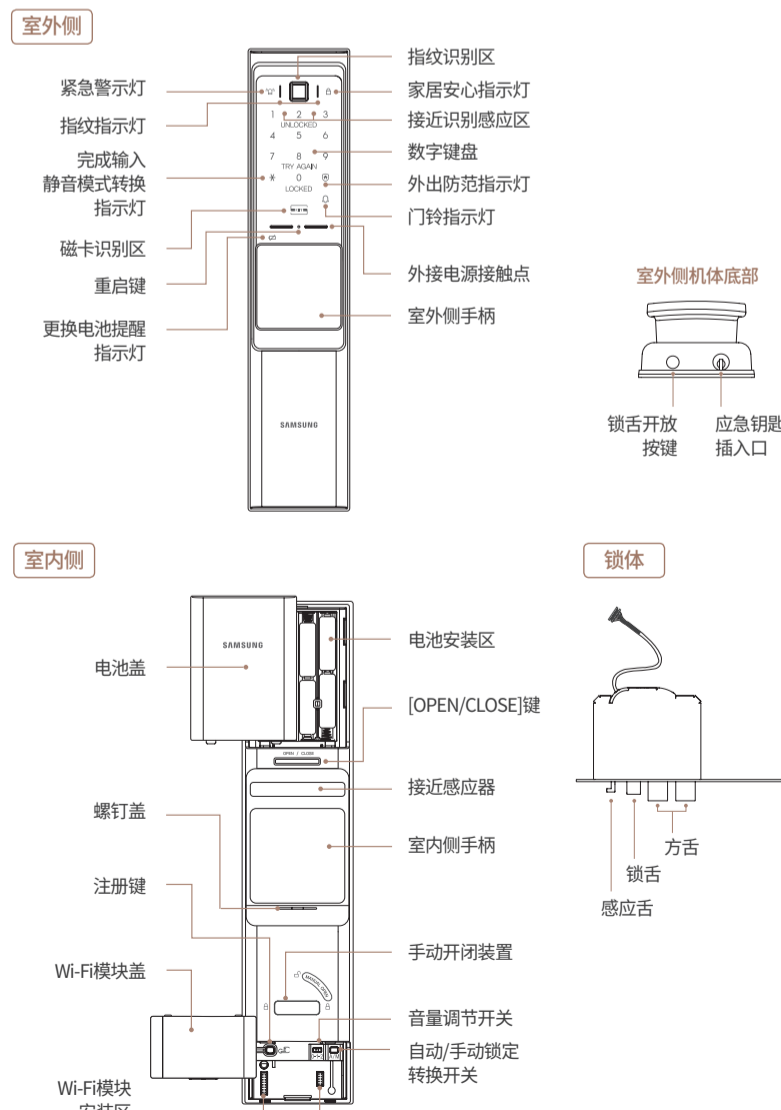 室外侧
紧急警示灯
指纹指示灯
完成输入
静音模式转换
指示灯
磁卡识别区
重启键
更换电池提醒
指示灯
指纹识别区
家居安心指示灯
接近识别感应区
数字键盘
外出防范指示灯
门铃指示灯
外接电源接触点
室外侧手柄
1 2 3
UNLOCKED
4 5 6
7 8 9
TRY AGAIN
0
LOCKED
SAMSUNG
室外侧机体底部
锁舌开放
按键
应急钥匙
插入口
室内侧
电池盖
螺钉盖
注册键
Wi-Fi模块盖
Wi-Fi模块
安装区
SAMSUNG
OPEN / CLOSE
MANUAL OPEN
电池安装区
[OPEN/CLOSE]键
接近感应器
室内侧手柄
手动开闭装置
音量调节开关
自动/手动锁定
转换开关
锁体
方舌
锁舌
感应舌